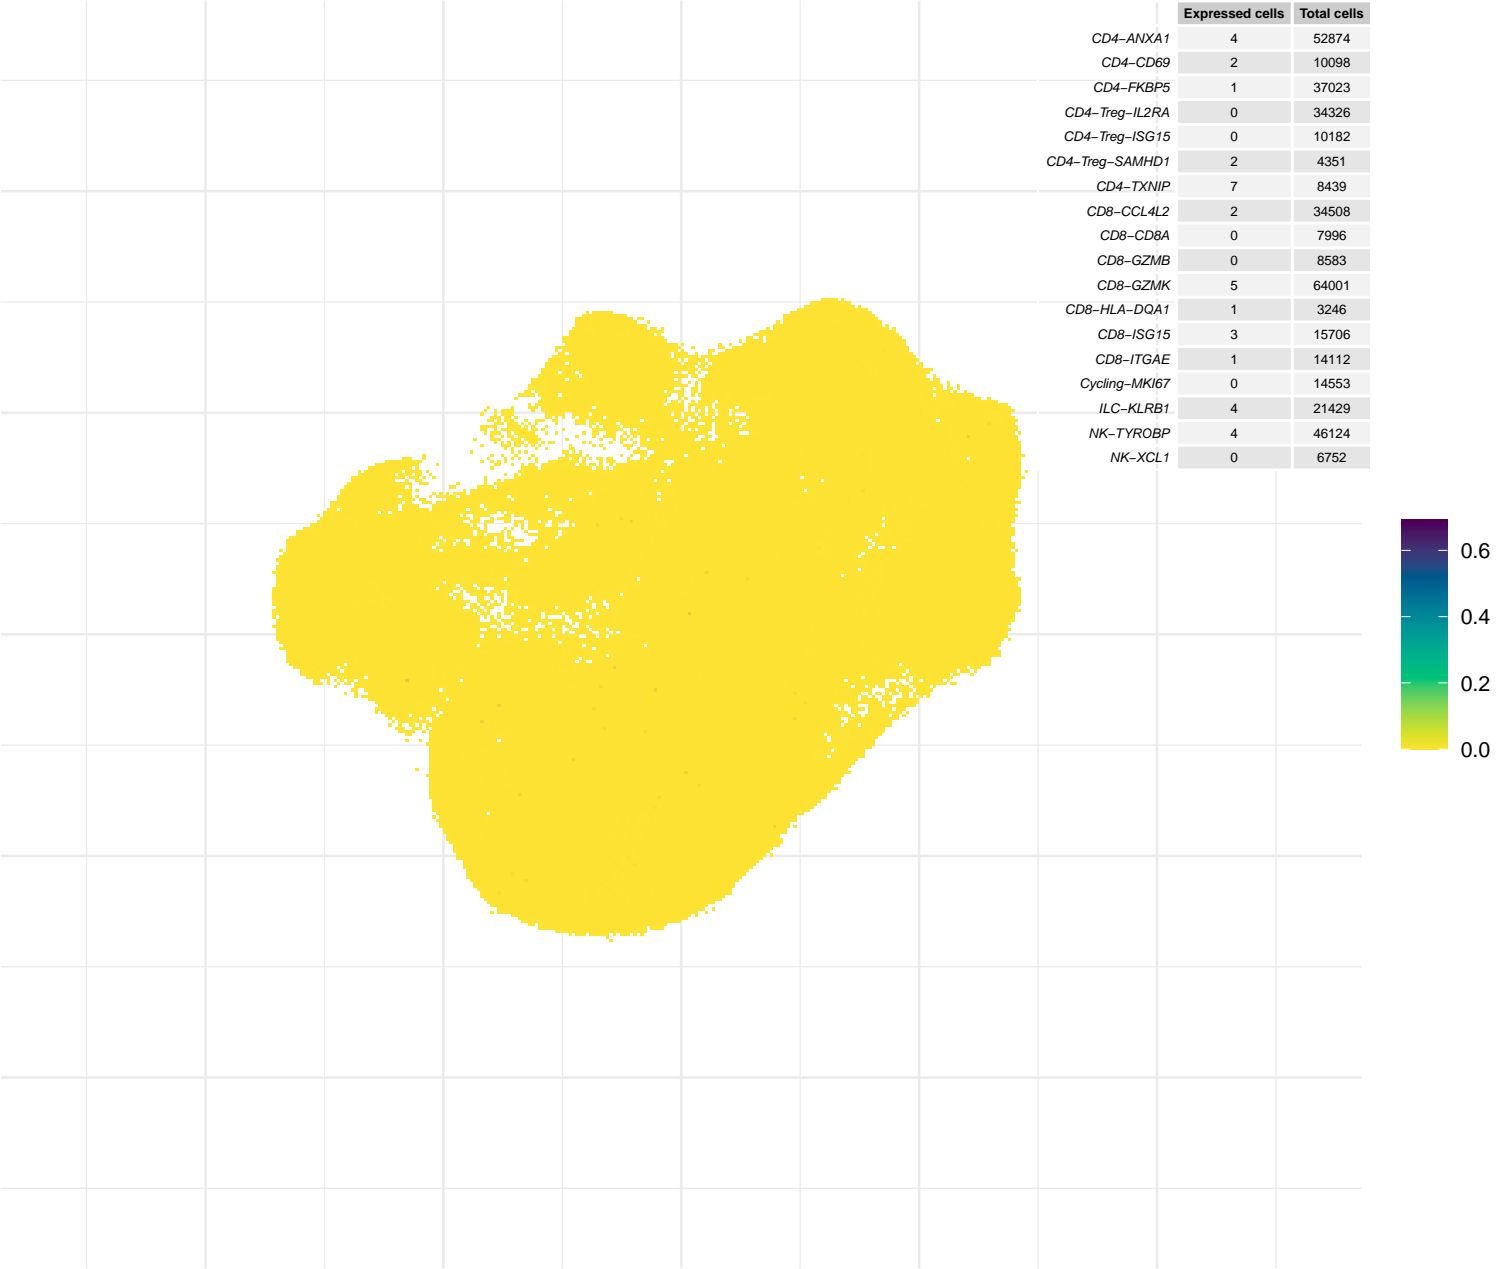 Expressed cells Total cells
CD4−ANXA1 4 52874
CD4−CD69 2 10098
CD4−FKBP5 1 37023
CD4−Treg−IL2RA 0 34326
CD4−Treg−ISG15 0 10182
CD4−Treg−SAMHD1 2 4351
CD4−TXNIP 7 8439
CD8−CCL4L2 2 34508
CD8−CD8A 0 7996
CD8−GZMB 0 8583
CD8−GZMK 5 64001
CD8−HLA−DQA1 1 3246
CD8−ISG15 3 15706
CD8−ITGAE 1 14112
Cycling−MKI67 0 14553
ILC−KLRB1 4 21429
NK−TYROBP 4 46124
NK−XCL1 0 6752
0.6
0.4
0.2
0.0